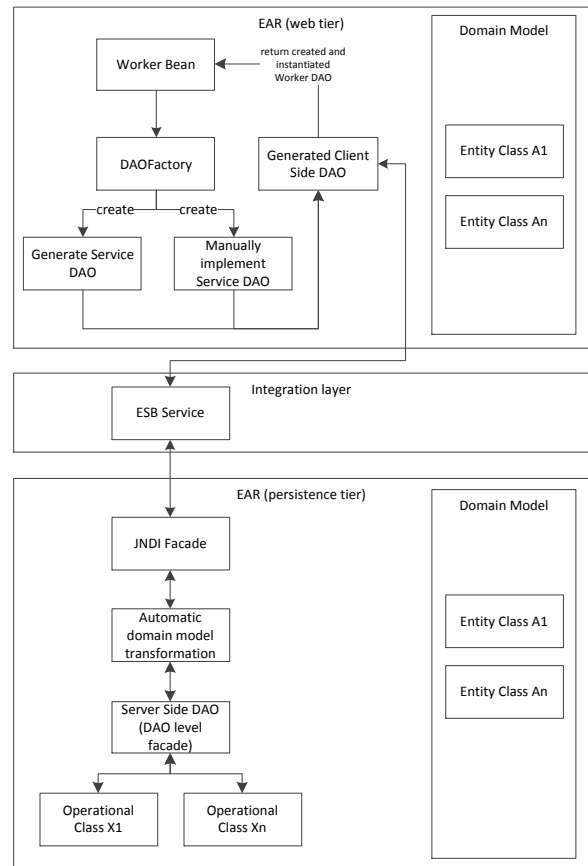 EAR (web tier)
Domain Model
Worker Bean
return created and
instantiated
Worker DAO
DAOFactory
Generated Client
Side DAO
Entity Class A1
create
create
Entity Class An
Generate Service
DAO
Manually
implement
Service DAO
Integration layer
ESB Service
EAR (persistence tier)
Domain Model
JNDI Facade
Automatic
domain model
transformation
Entity Class A1
Entity Class An
Server Side DAO
(DAO level
facade)
Operational
Class X1
Operational
Class Xn